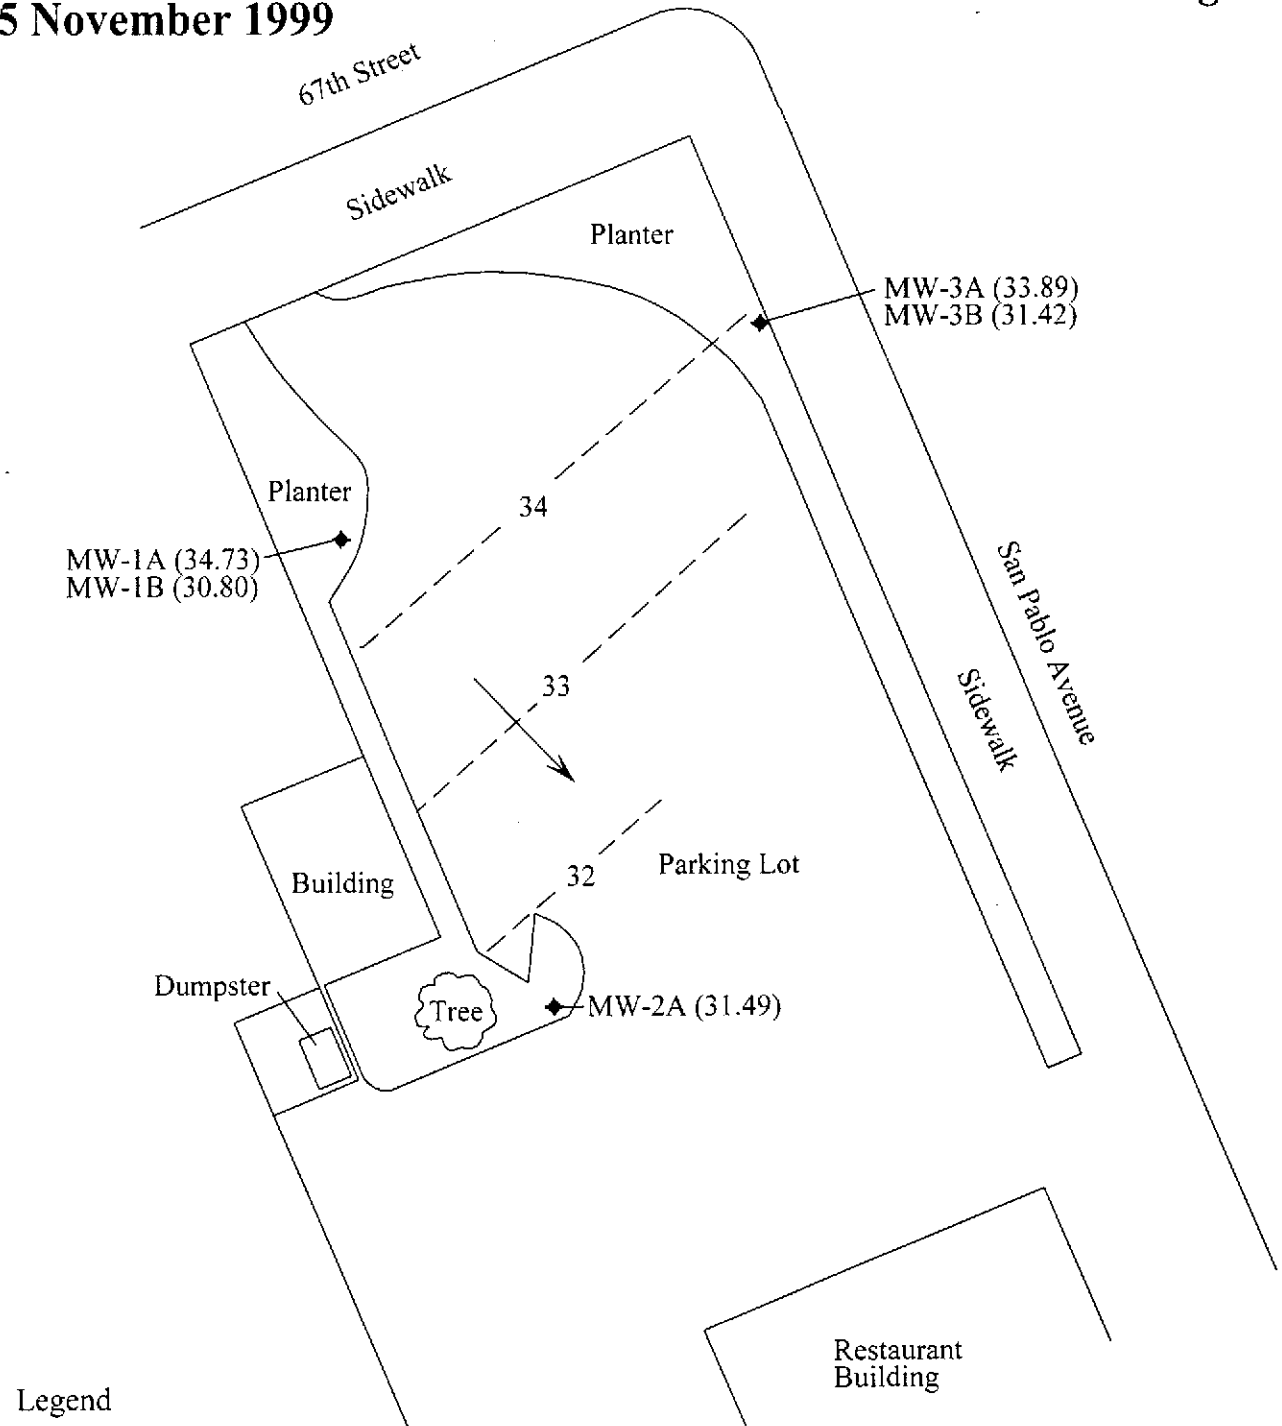 5 November 1999
67th Street
Sidewalk
Planter
MW-3A (33.89)
MW-3B (31.42)
Planter
34
MW-1A (34.73)
MW-1B (30.80)
33
San Pablo Avenue
Sidewalk
32
Parking Lot
Building
Dumpster
Tree
MW-2A (31.49)
Restaurant
Building
Legend